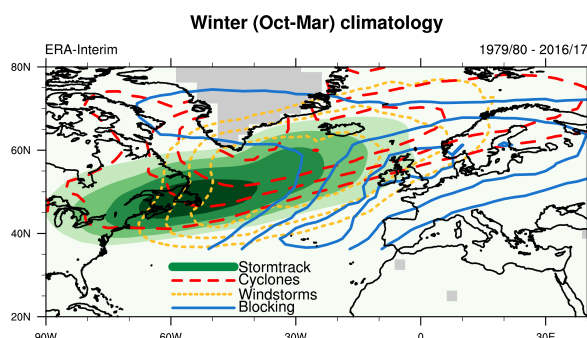 Winter (Oct-Mar) climatology
ERA-Interim 1979/80 - 2016/17
80N
60N
40N
20N
Stormtrack
Cyclones
Windstorms
Blocking
90W 60W 30W 0 30E